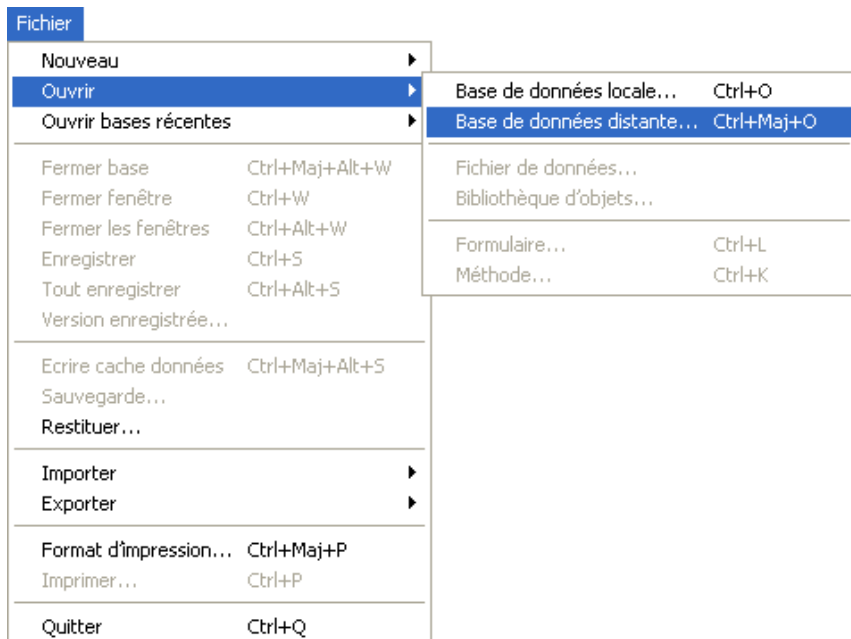 Fichier
Nouveau
Ouvrir
Ouvrir bases récentes
Fermer base Ctrl+Maj+Alt+W
Fermer fenêtre Ctrl+W
Fermer les fenêtres Ctrl+Alt+W
Enregistrer Ctrl+S
Tout enregistrer Ctrl+Alt+S
Version enregistrée...
Ecrire cache données Ctrl+Maj+Alt+S
Sauvegarde...
Restituer...
Importer
Exporter
Format d'impression... Ctrl+Maj+P
Imprimer... Ctrl+P
Quitter Ctrl+Q
Base de données locale... Ctrl+O
Base de données distante... Ctrl+Maj+O
Fichier de données...
Bibliothèque d'objets...
Formulaire... Ctrl+L
Méthode... Ctrl+K